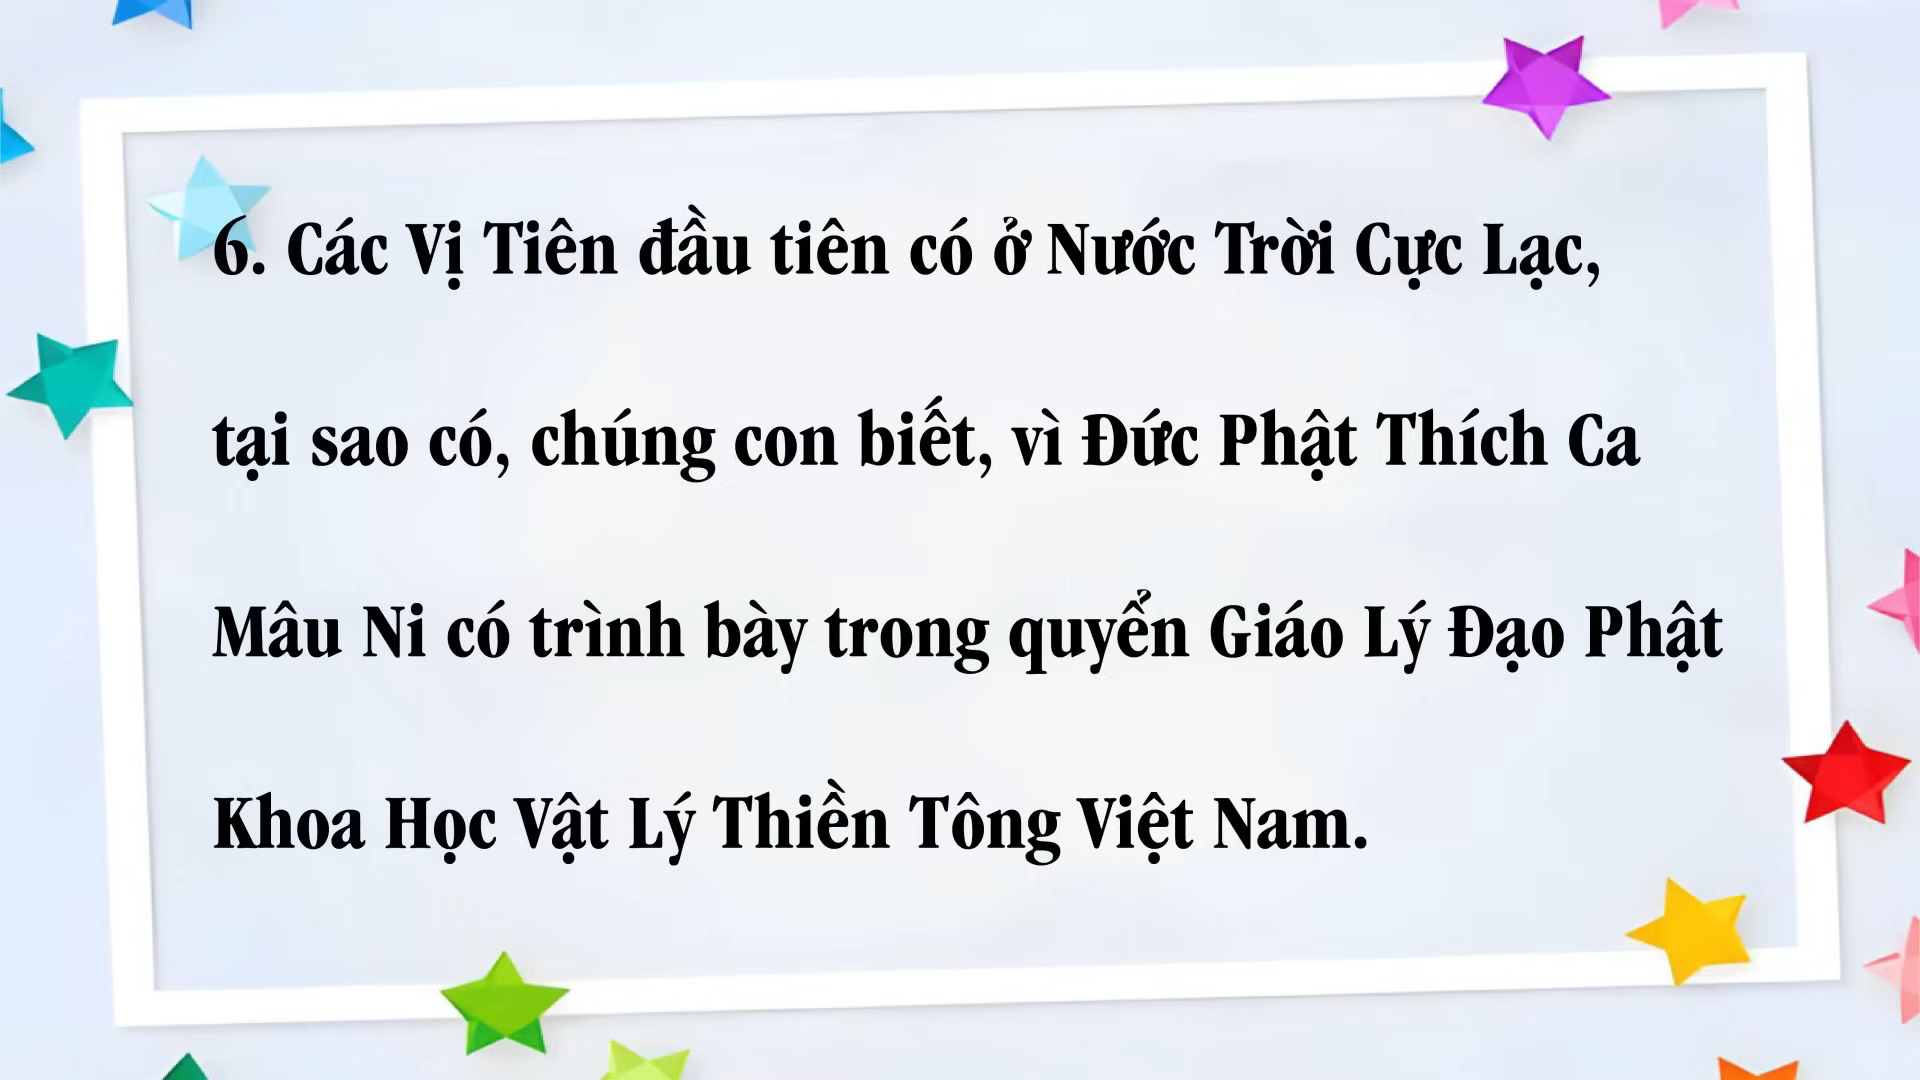 6. Các Vị Tiên đầu tiên có ở Nước Trời Cực Lạc,
tại sao có, chúng con biết, vì Đức Phật Thích Ca
Mâu Ni có trình bày trong quyển Giáo Lý Đạo Phật
Khoa Học Vật Lý Thiền Tông Việt Nam.